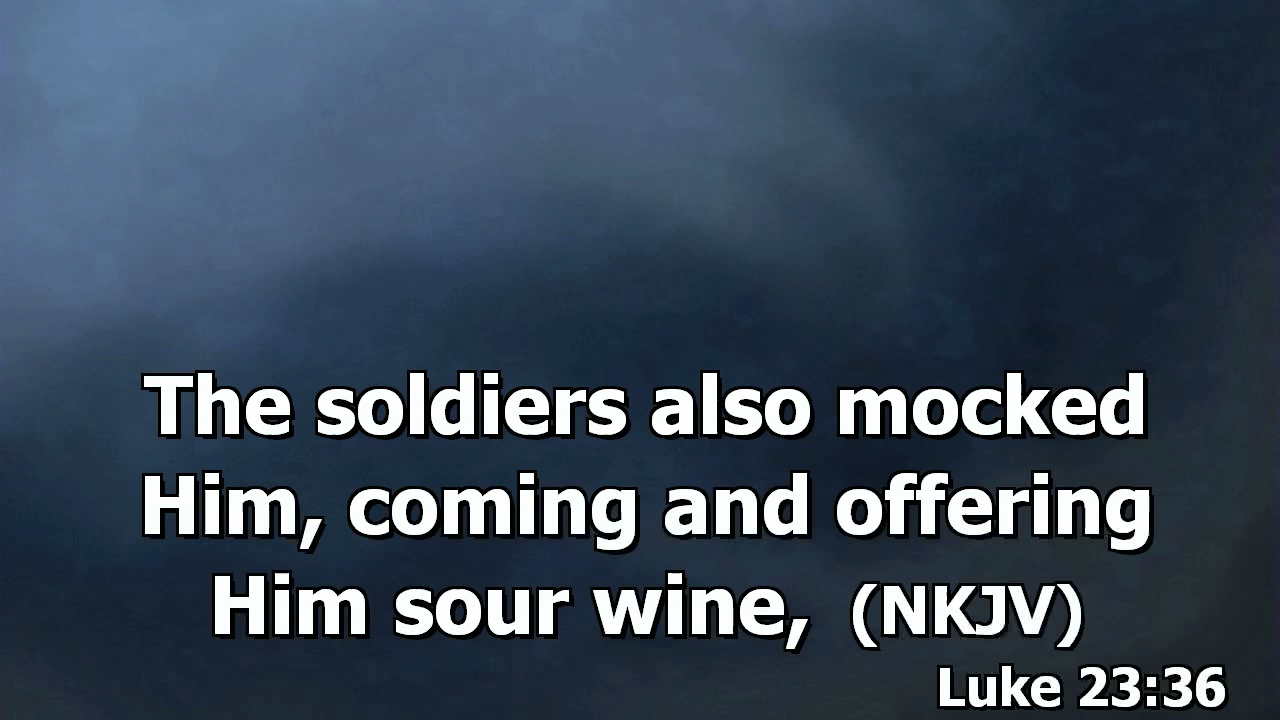 The soldiers also mocked
Him, coming and offering
Him sour wine, (NKJV)
Luke 23:36